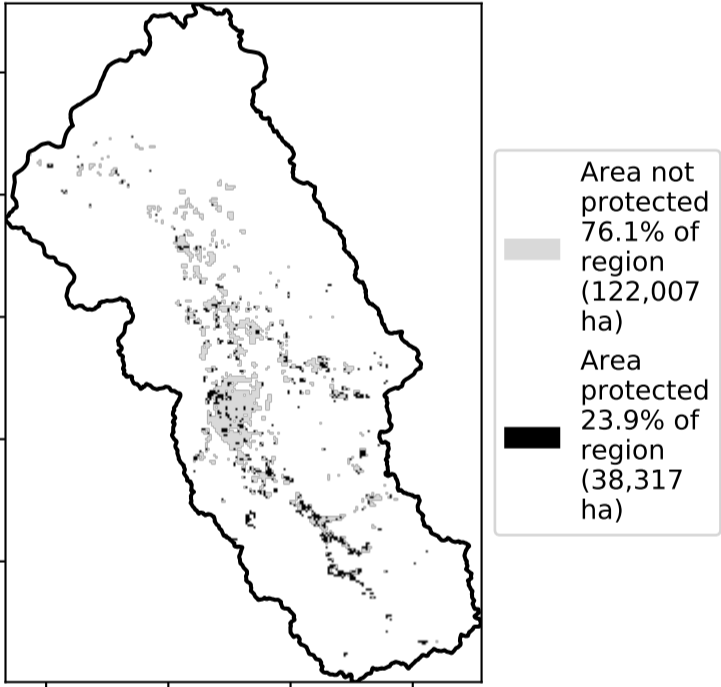 Area not
protected
76.1% of
region
(122,007
ha)
Area
protected
23.9% of
region
(38,317
ha)